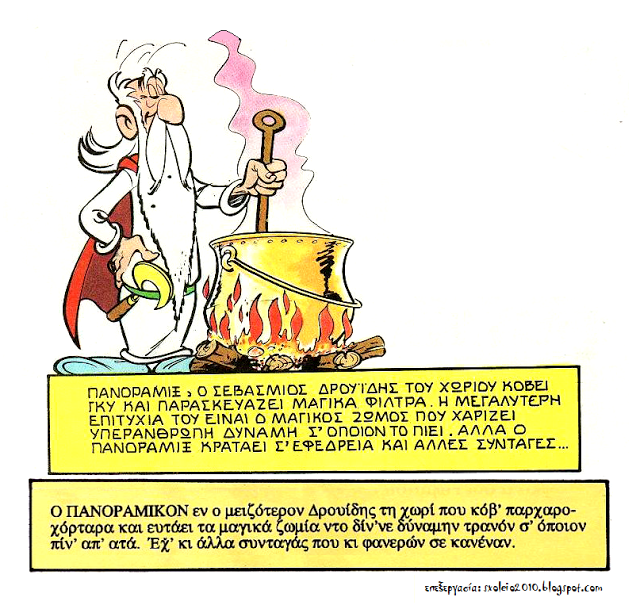 ΠΑΝΟΡΑΜΙΞ, Ο ΣΕΒΑΣΜΙΟΣ ΔΡΟΥΪΔΗΣ ΤΟΥ ΧΩΡΙΟΥ ΚΟΒΕΙ
ΓΚΥ ΚΑΙ ΠΑΡΑΣΚΕΥΑΖΕΙ ΜΑΓΙΚΑ ΦΙΛΤΡΑ. Η ΜΕΓΑΛΥΤΕΡΗ
ΕΠΙΤΥΧΙΑ ΤΟΥ ΕΙΝΑΙ Ο ΜΑΓΙΚΟΣ ΖΩΜΟΣ ΠΟΥ ΧΑΡΙΖΕΙ
ΥΠΕΡΑΝΘΡΩΠΗ ΔΥΝΑΜΗ Σ' ΟΠΟΙΟΝ ΤΟ ΠΙΕΙ. ΑΛΛΑ Ο
ΠΑΝΟΡΑΜΙΞ ΚΡΑΤΑΕΙ Σ' ΕΦΕΔΡΕΙΑ ΚΑΙ ΑΛΛΕΣ ΣΥΝΤΑΓΕΣ...
Ο ΠΑΝΟΡΑΜΙΚΟΝ εν ο μειζότερον Δρουίδης τη χωρί που κόβ' παρχαρο-
χόρταρα και ευτάει τα μαγικά ζωμία ντο δίν'νε δύναμην τρανόν σ' όποιον
πίν' απ' ατά. Έχ̌' κι άλλα συνταγάς που κι φανερών σε κανέναν.
επεξεργασία: sxoleio2010.blogspot.com